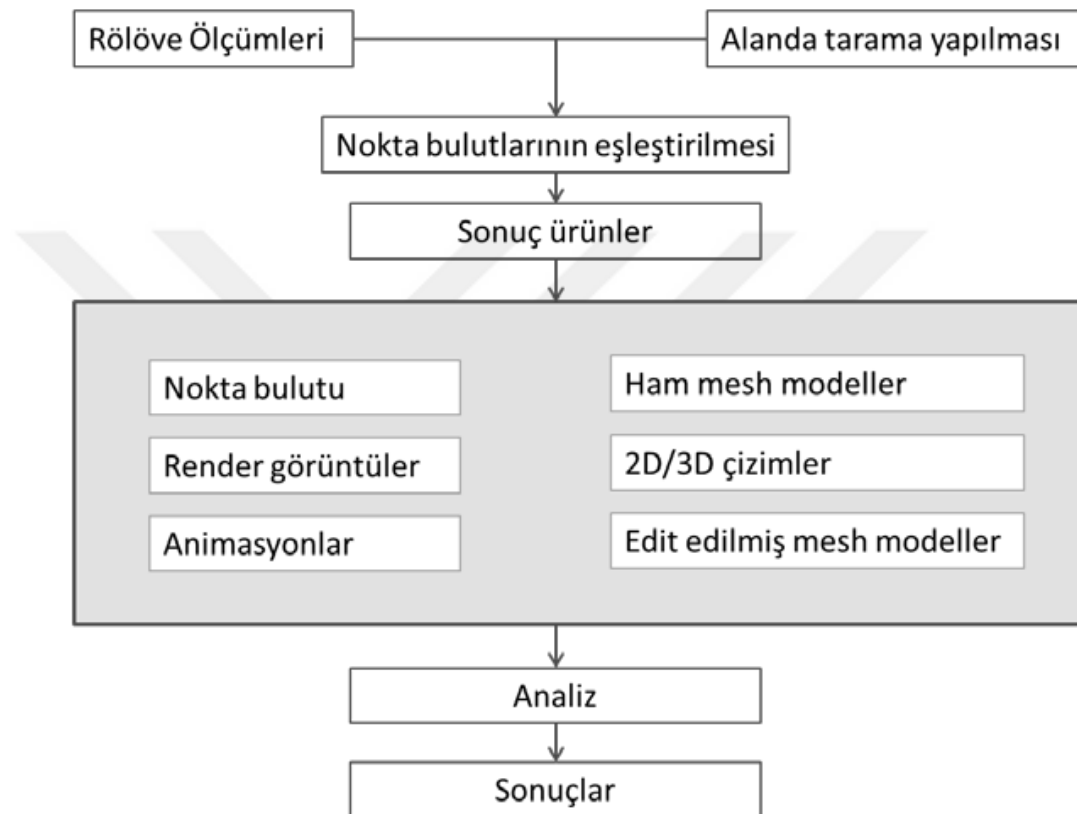 Rölöve Ölçümleri
Alanda tarama yapılması
Nokta bulutlarının eşleştirilmesi
Sonuç ürünler
Nokta bulutu
Ham mesh modeller
Render görüntüler
2D/3D çizimler
Animasyonlar
Edit edilmiş mesh modeller
Analiz
Sonuçlar